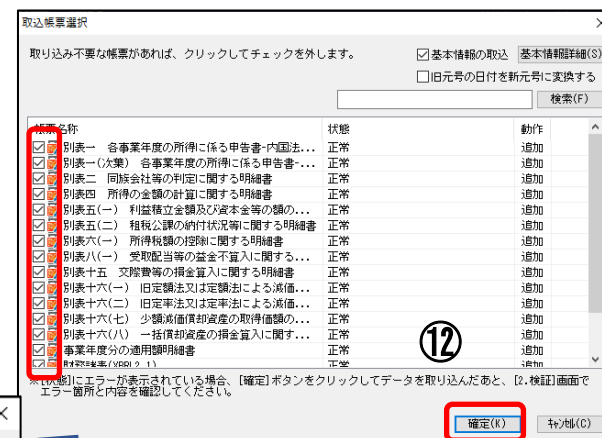 取込帳票選択
取り込み不要な帳票があれば、クリックしてチェックを外します。
基本情報の取込 基本情報詳細(S)
旧元号の日付を新元号に変換する
検索(F)
帳票名称 状態 動作
別表一 各事業年度の所得に係る申告書-内国法... 正常 追加
別表一(次葉) 各事業年度の所得に係る申告書-... 正常 追加
別表二 同族会社等の判定に関する明細書 正常 追加
別表四 所得の金額の計算に関する明細書 正常 追加
別表五(一) 利益積立金額及び資本金等の額の... 正常 追加
別表五(二) 租税公課の納付状況等に関する明細書 正常 追加
別表六(一) 所得税額の控除に関する明細書 正常 追加
別表八(一) 受取配当等の益金不算入に関する... 正常 追加
別表十五 交際費等の損金算入に関する明細書 正常 追加
別表十六(一) 旧定額法又は定額法による減価... 正常 追加
別表十六(二) 旧定率法又は定率法による減価... 正常 追加
別表十六(七) 少額減価償却資産の取得価額の... 正常 追加
別表十六(八) 一括償却資産の損金算入に関す... 正常 追加
事業年度分の適用額明細書 正常 追加
財務諸表(XBRL2.1) 正常 追加
⑫
※[状態]にエラーが表示されている場合、[確定]ボタンをクリックしてデータを取り込んだあと、[2.検証]画面で
エラー箇所と内容を確認してください。
確定(K) キャンセル(C)